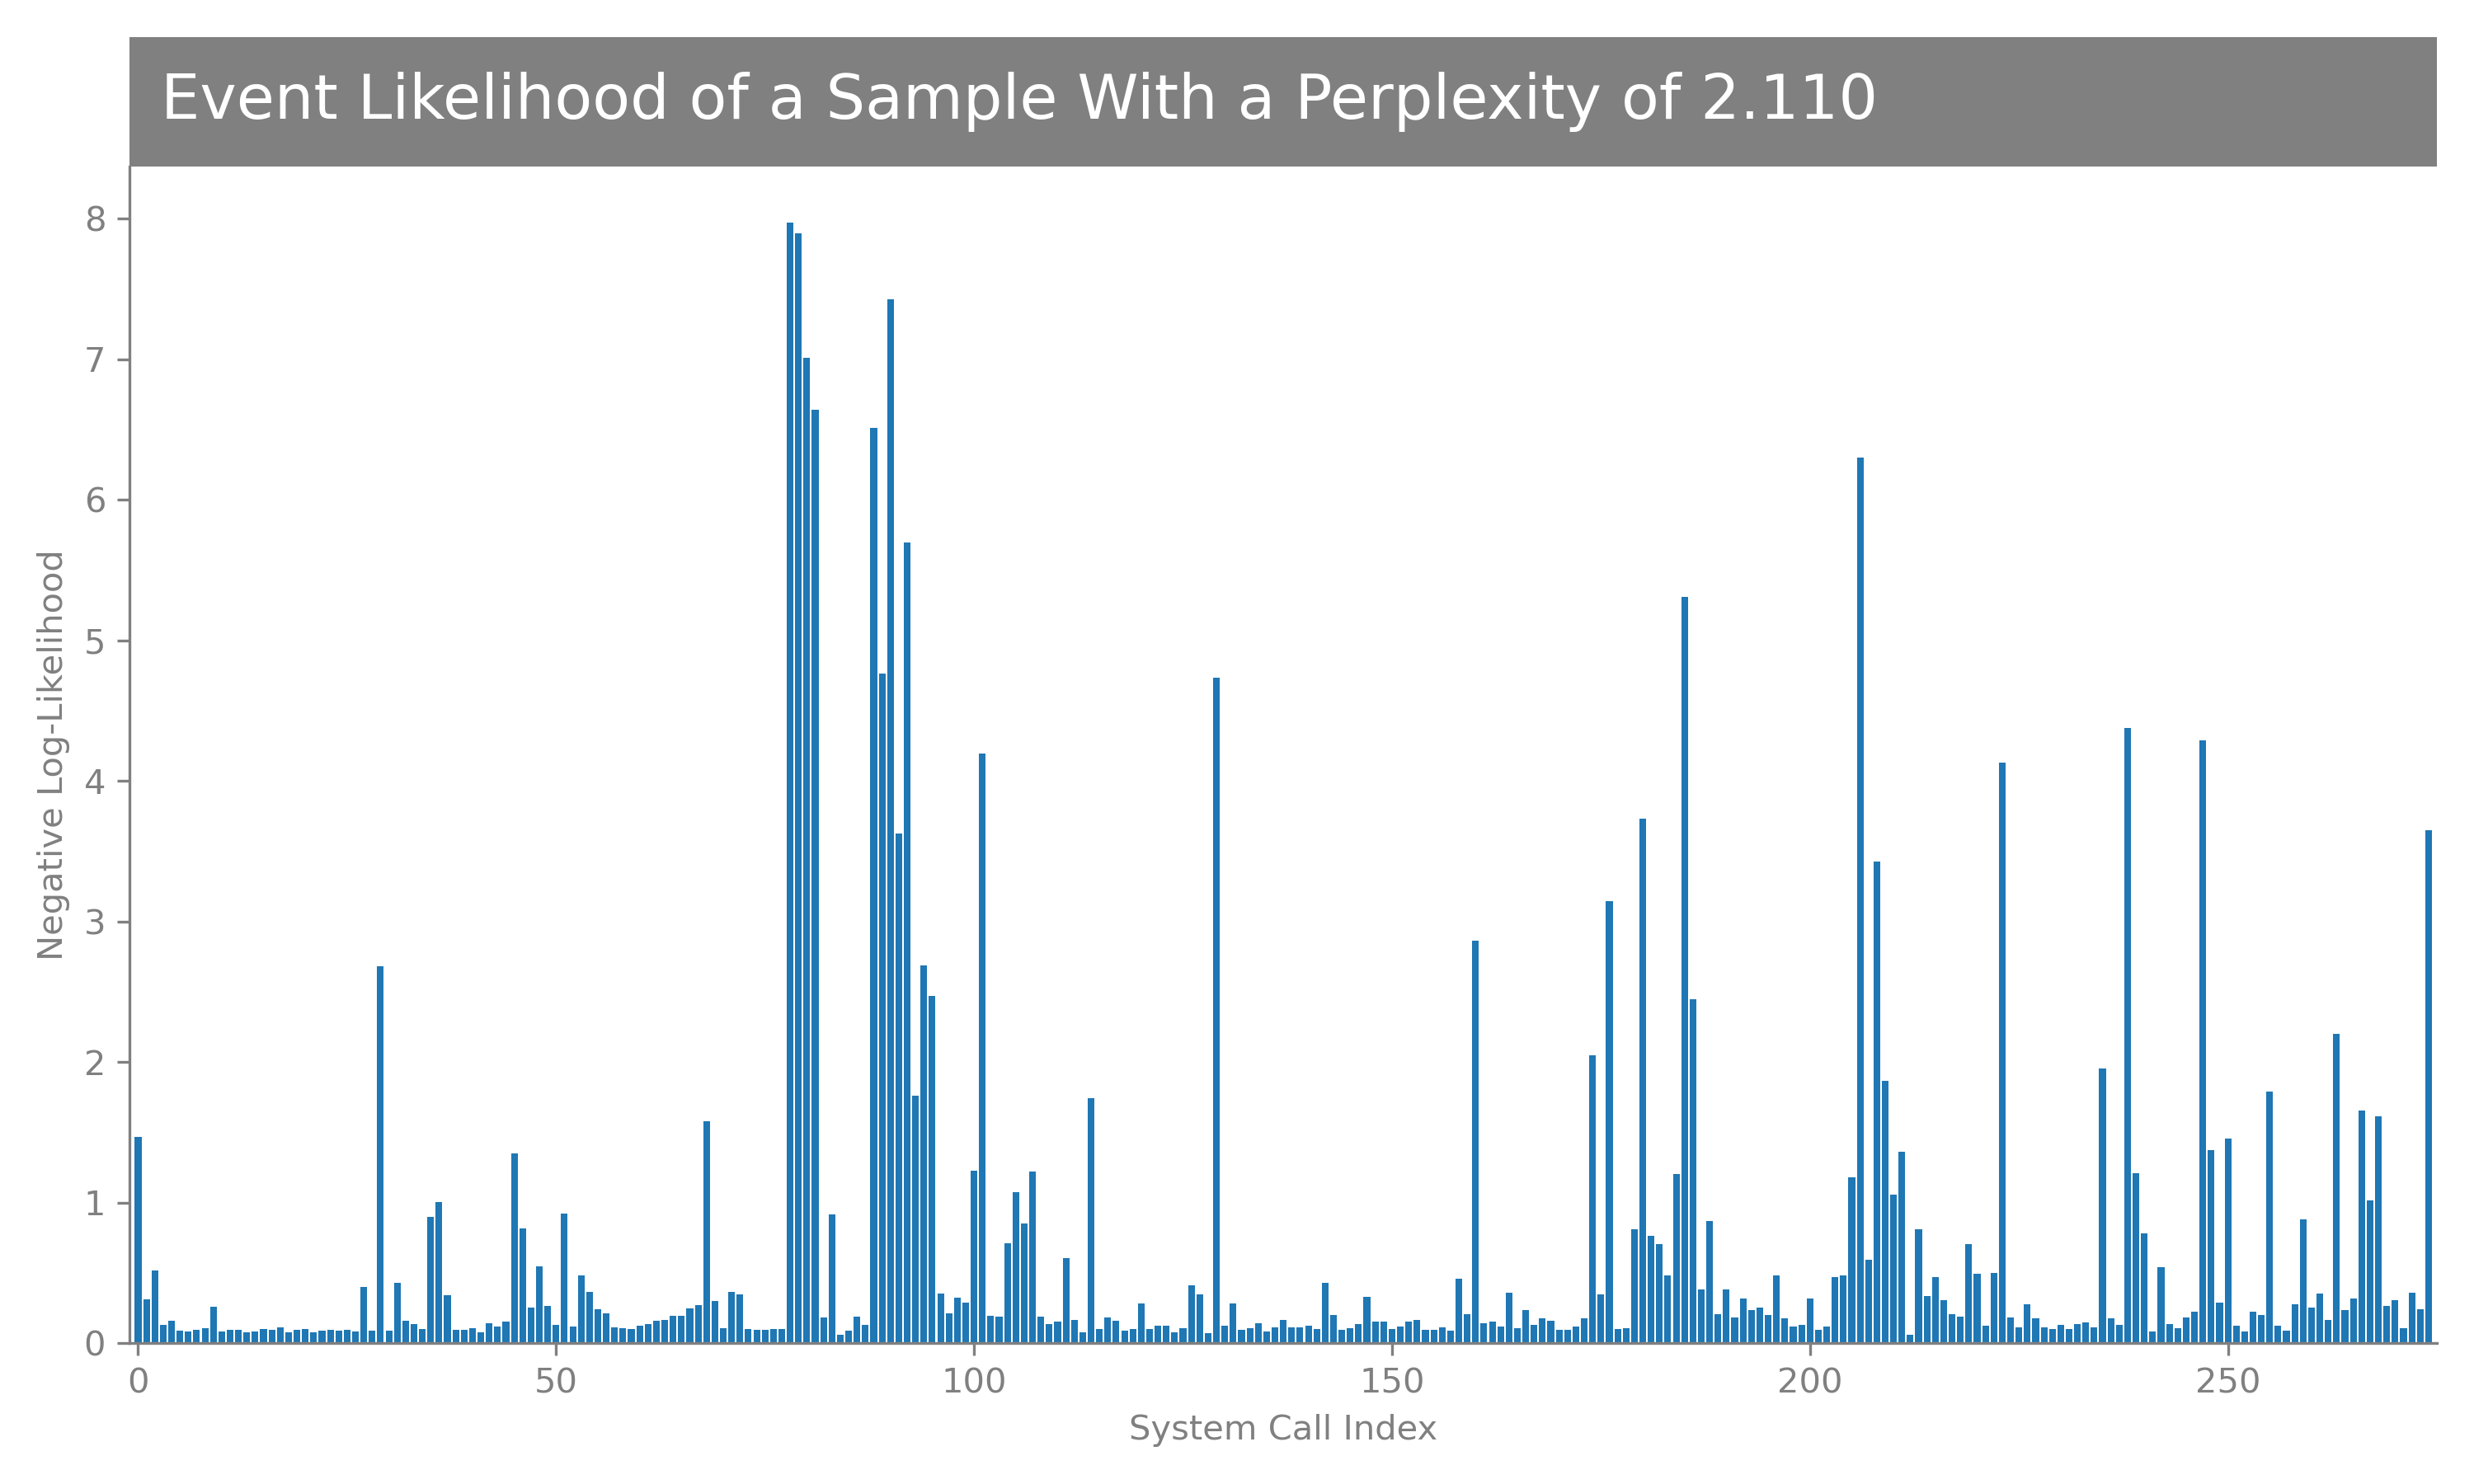 Event Likelihood of a Sample With a Perplexity of 2.110
8
7
6
5
4
3
2
1
0
Negative Log-Likelihood
0 50 100 150 200 250
System Call Index